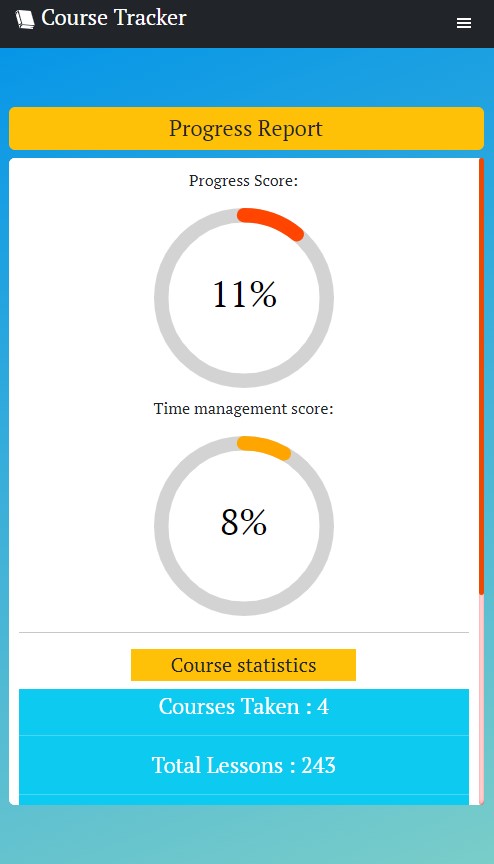 Course Tracker
Progress Report
Progress Score:
11%
Time management score:
8%
Course statistics
Courses Taken : 4
Total Lessons : 243